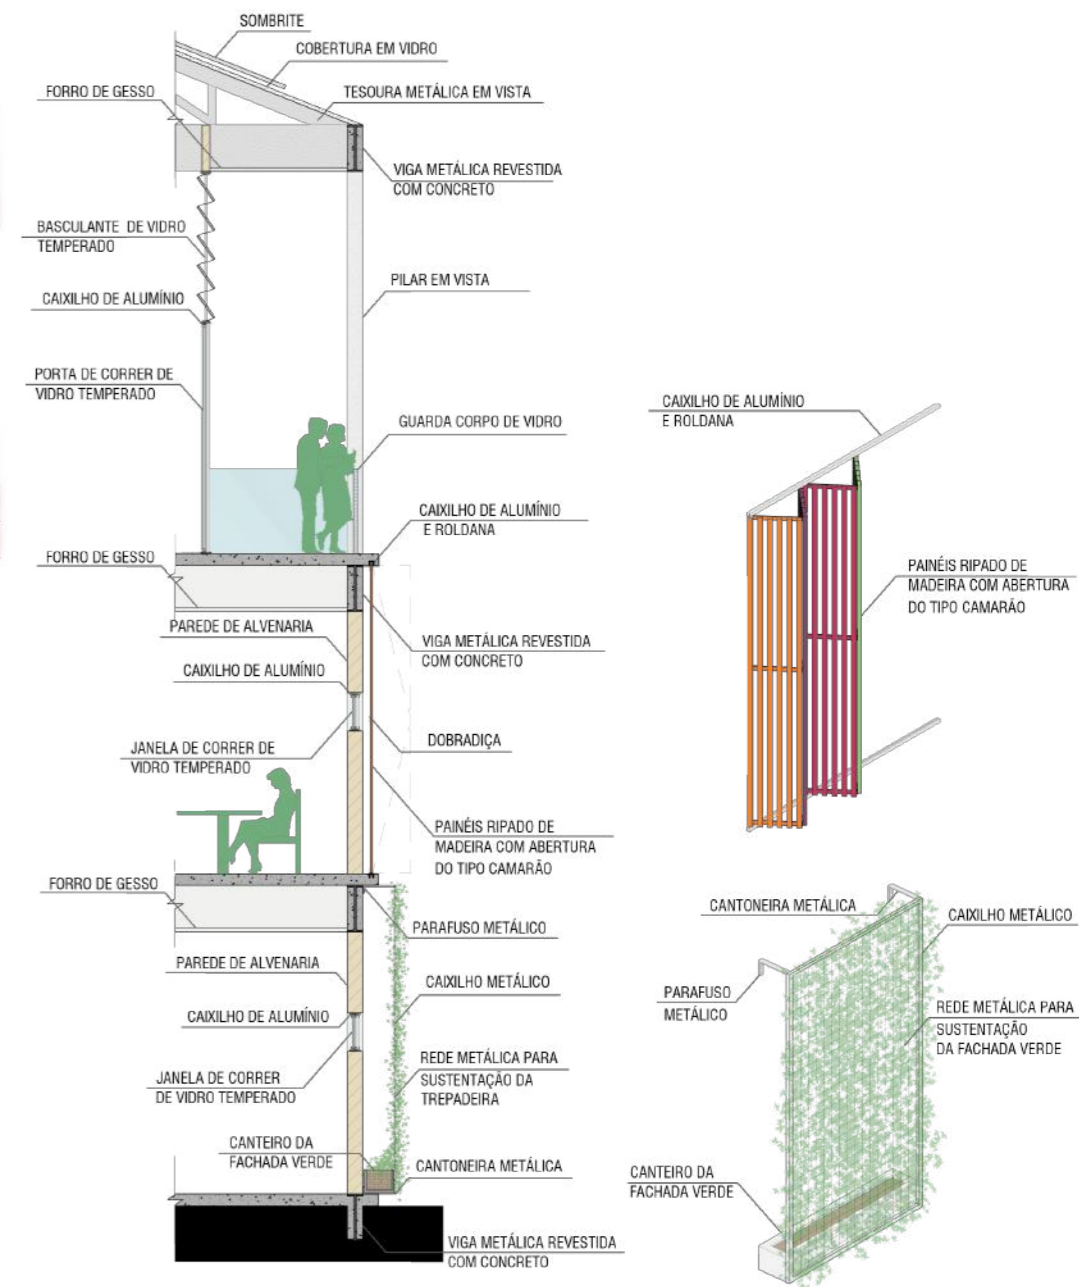 SOMBRITE
COBERTURA EM VIDRO
FORRO DE GESSO
TESOURA METÁLICA EM VISTA
VIGA METÁLICA REVESTIDA
COM CONCRETO
BASCULANTE DE VIDRO
TEMPERADO
PILAR EM VISTA
CAIXILHO DE ALUMÍNIO
PORTA DE CORRER DE
VIDRO TEMPERADO
GUARDA CORPO DE VIDRO
CAIXILHO DE ALUMÍNIO
E ROLDANA
FORRO DE GESSO
PAREDE DE ALVENARIA
VIGA METÁLICA REVESTIDA
COM CONCRETO
CAIXILHO DE ALUMÍNIO
JANELA DE CORRER DE
VIDRO TEMPERADO
DOBRADIÇA
PAINÉIS RIPADO DE
MADEIRA COM ABERTURA
DO TIPO CAMARÃO
FORRO DE GESSO
PARAFUSO METÁLICO
PAREDE DE ALVENARIA
CAIXILHO METÁLICO
CAIXILHO DE ALUMÍNIO
REDE METÁLICA PARA
SUSTENTAÇÃO DA
TREPADEIRA
JANELA DE CORRER
DE VIDRO TEMPERADO
CANTEIRO DA
FACHADA VERDE
CANTONEIRA METÁLICA
VIGA METÁLICA REVESTIDA
COM CONCRETO
CAIXILHO DE ALUMÍNIO
E ROLDANA
PAINÉIS RIPADO DE
MADEIRA COM ABERTURA
DO TIPO CAMARÃO
CANTONEIRA METÁLICA
CAIXILHO METÁLICO
PARAFUSO
METÁLICO
REDE METÁLICA PARA
SUSTENTAÇÃO
DA FACHADA VERDE
CANTEIRO DA
FACHADA VERDE